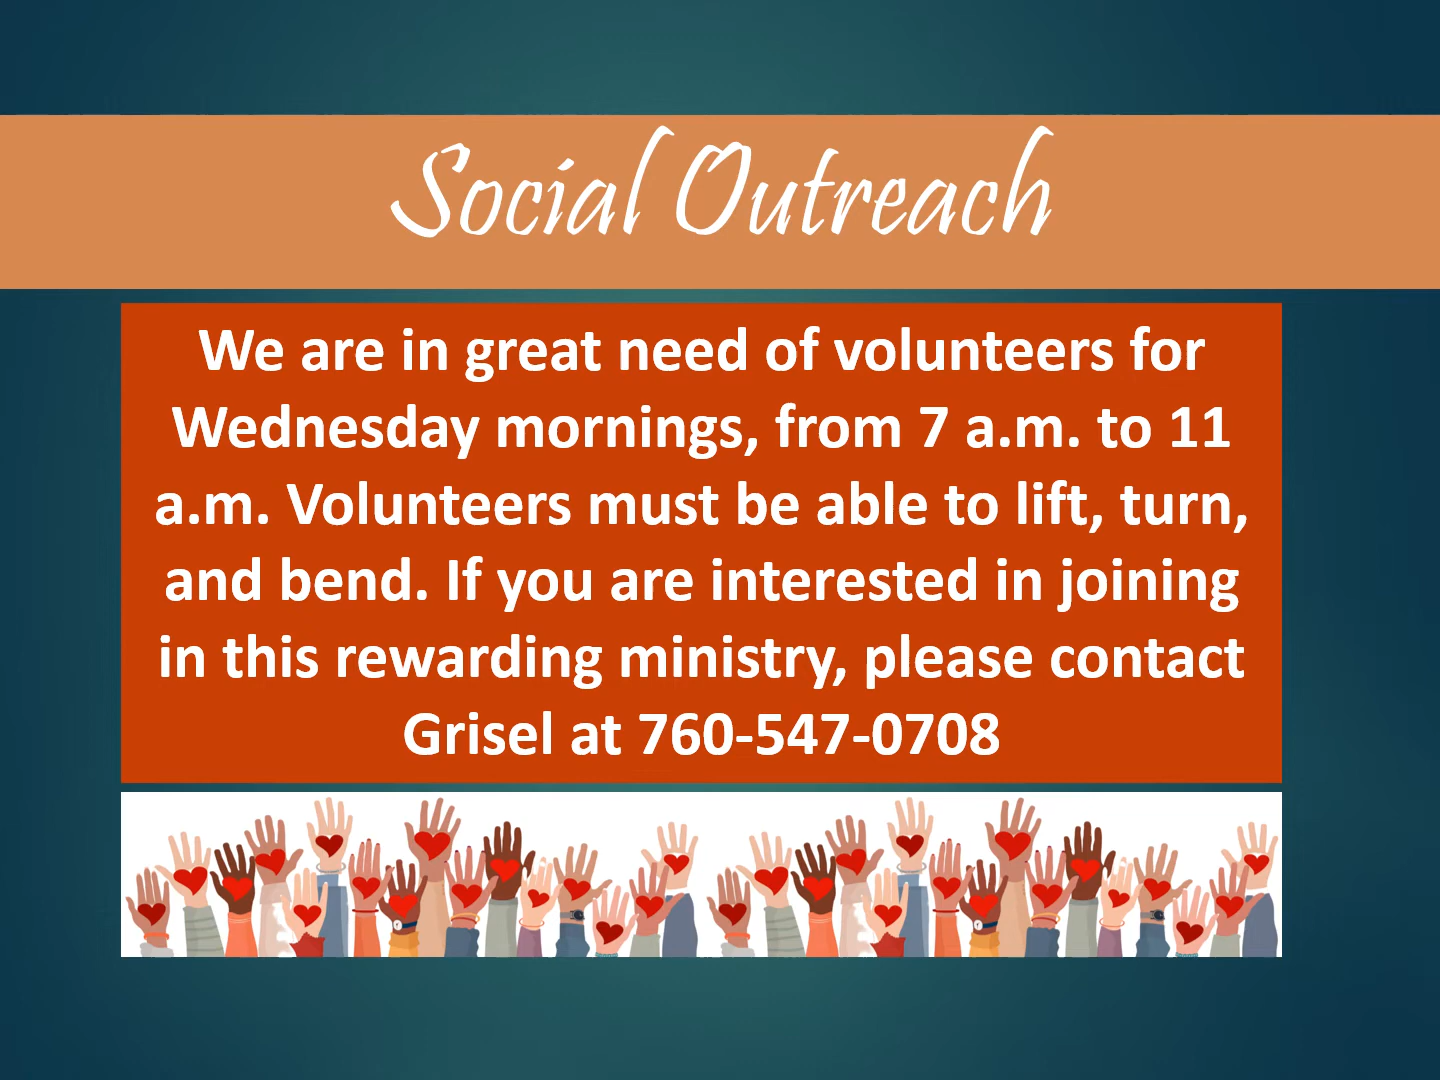 Social Outreach
We are in great need of volunteers for
Wednesday mornings, from 7 a.m. to 11
a.m. Volunteers must be able to lift, turn,
and bend. If you are interested in joining
in this rewarding ministry, please contact
Grisel at 760-547-0708